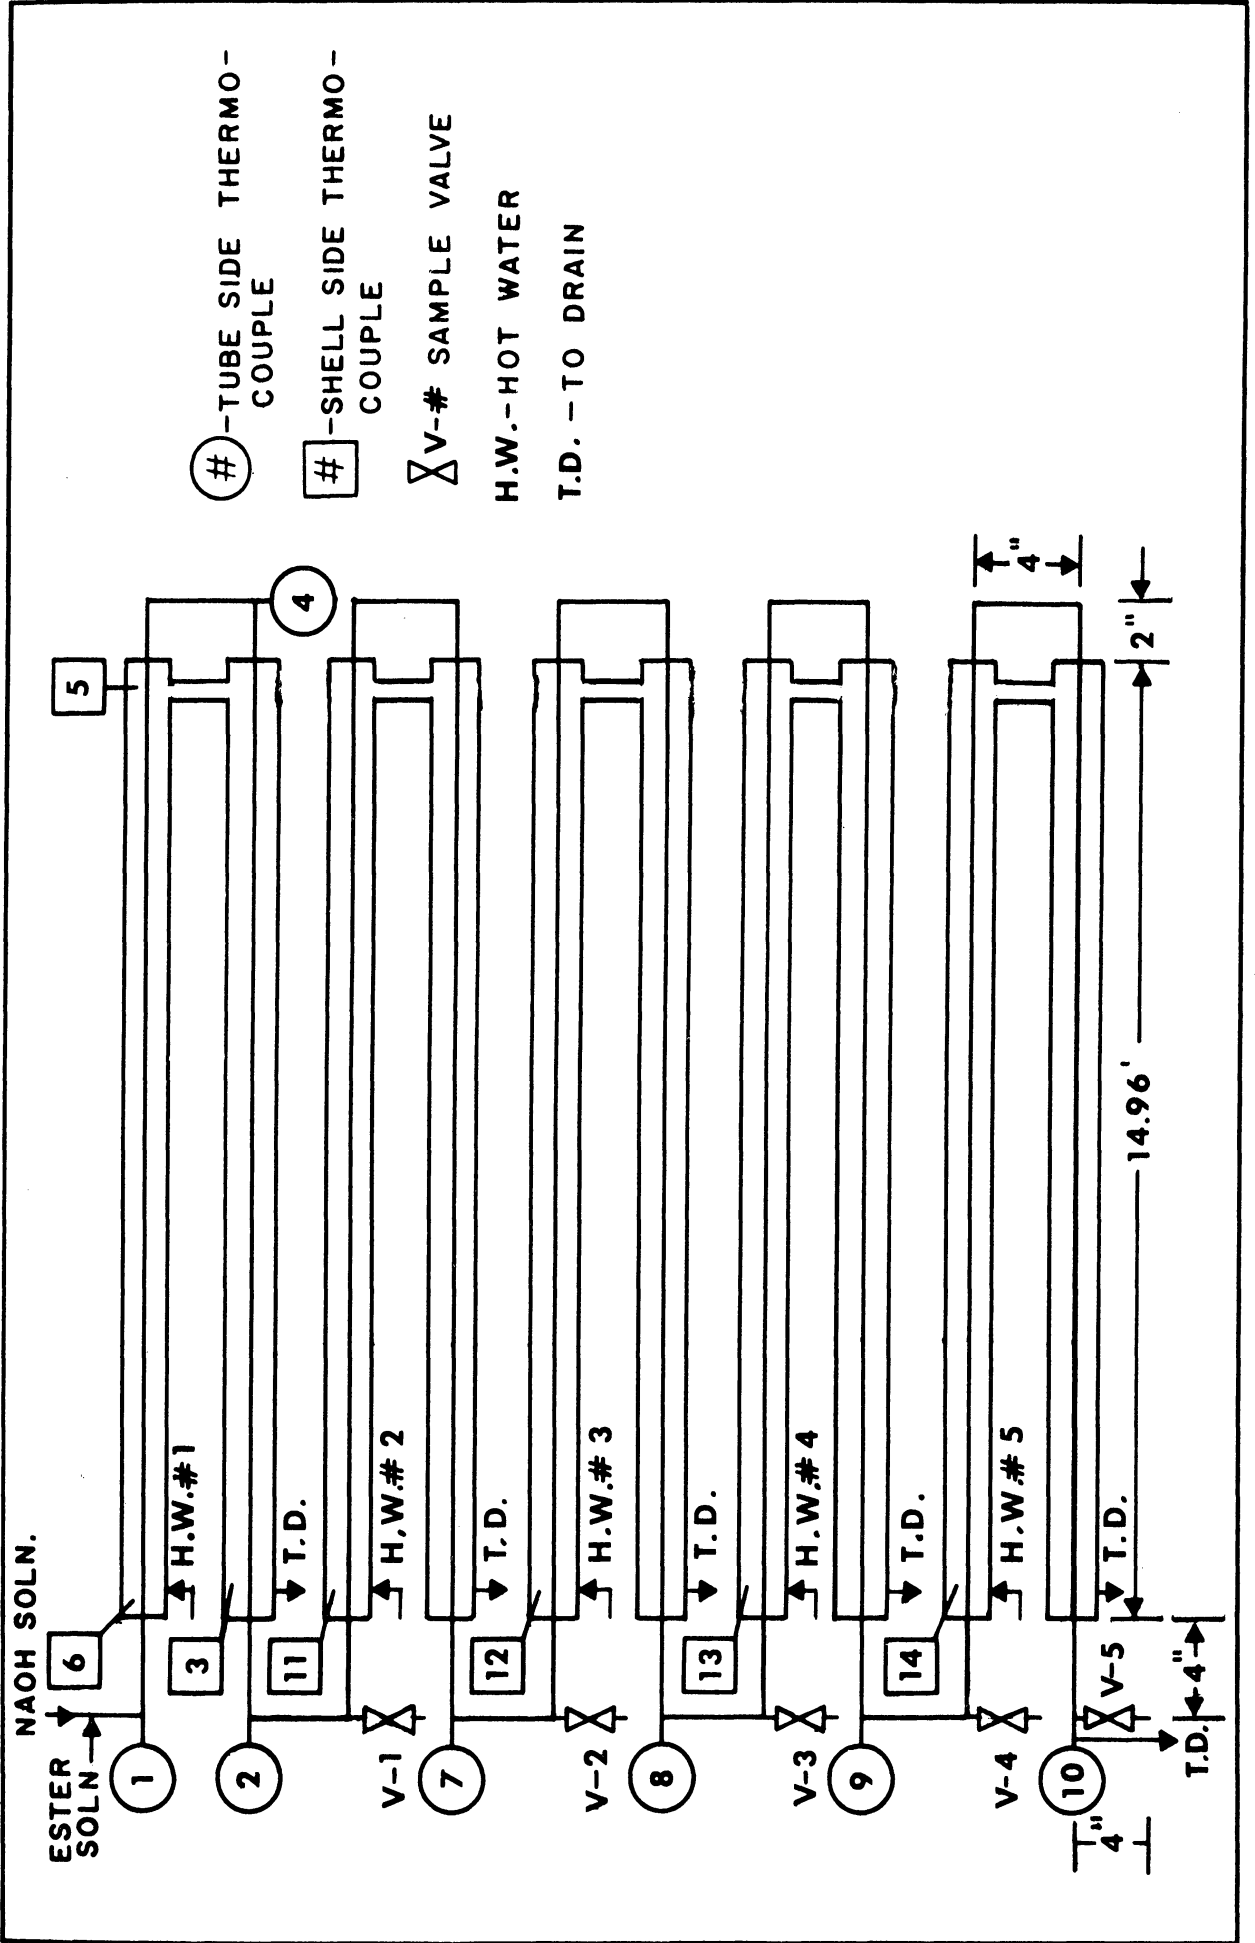 NAOH SOLN.
ESTER
SOLN
6
1
5
H.W.#1
3
2
4
T.D.
11
H.W.#2
V-1
7
T.D.
12
H.W.#3
V-2
8
T.D.
13
H.W.#4
V-3
9
T.D.
14
H.W.#5
V-4
10
T.D.
V-5
T.D.
4"
4"
14.96'
2"
4"
# -TUBE SIDE THERMO-
COUPLE
# -SHELL SIDE THERMO-
COUPLE
V-# SAMPLE VALVE
H.W.-HOT WATER
T.D. -TO DRAIN